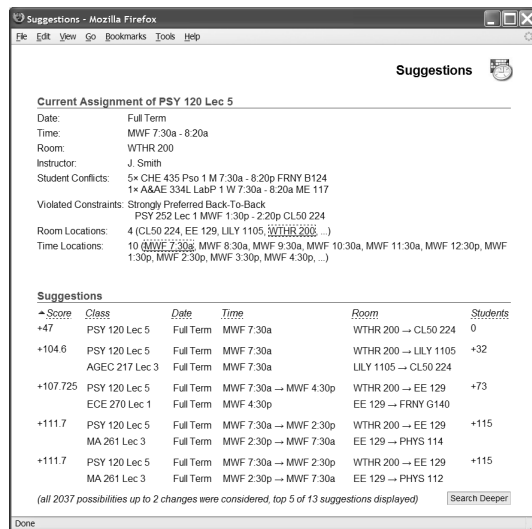 Suggestions - Mozilla Firefox
File Edit View Go Bookmarks Tools Help
Suggestions
Current Assignment of PSY 120 Lec 5
Date: Full Term
Time: MWF 7:30a - 8:20a
Room: WTHR 200
Instructor: J. Smith
Student Conflicts: 5× CHE 435 Pso 1 M 7:30a - 8:20p FRNY B124
1× A&AE 334L LabP 1 W 7:30a - 8:20a ME 117
Violated Constraints: Strongly Preferred Back-To-Back
PSY 252 Lec 1 MWF 1:30p - 2:20p CL50 224
Room Locations: 4 (CL50 224, EE 129, LILY 1105, WTHR 200, ...)
Time Locations: 10 (MWF 7:30a, MWF 8:30a, MWF 9:30a, MWF 10:30a, MWF 11:30a, MWF 12:30p, MWF
1:30p, MWF 2:30p, MWF 3:30p, MWF 4:30p, ...)
Suggestions
Score Class Date Time Room Students
+47 PSY 120 Lec 5 Full Term MWF 7:30a WTHR 200 → CL50 224 0
+104.6 PSY 120 Lec 5 Full Term MWF 7:30a WTHR 200 → LILY 1105 +32
AGEC 217 Lec 3 Full Term MWF 7:30a LILY 1105 → CL50 224
+107.725 PSY 120 Lec 5 Full Term MWF 7:30a → MWF 4:30p WTHR 200 → EE 129 +73
ECE 270 Lec 1 Full Term MWF 4:30p EE 129 → FRNY G140
+111.7 PSY 120 Lec 5 Full Term MWF 7:30a → MWF 2:30p WTHR 200 → EE 129 +115
MA 261 Lec 3 Full Term MWF 2:30p → MWF 7:30a EE 129 → PHYS 114
+111.7 PSY 120 Lec 5 Full Term MWF 7:30a → MWF 2:30p WTHR 200 → EE 129 +115
MA 261 Lec 3 Full Term MWF 2:30p → MWF 7:30a EE 129 → PHYS 112
(all 2037 possibilities up to 2 changes were considered, top 5 of 13 suggestions displayed) Search Deeper
Done